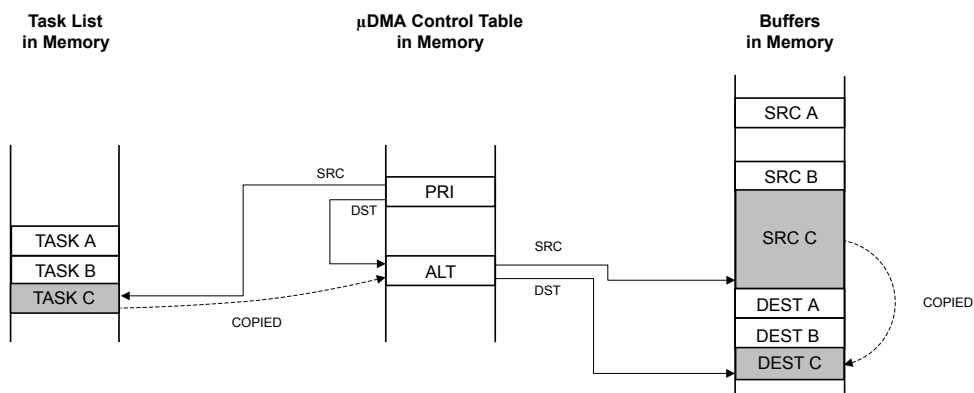 Task List
in Memory
μDMA Control Table
in Memory
Buffers
in Memory
SRC A
SRC B
SRC C
SRC
PRI
DST
TASK A
TASK B
TASK C
ALT
SRC
DST
COPIED
DEST A
DEST B
DEST C
COPIED